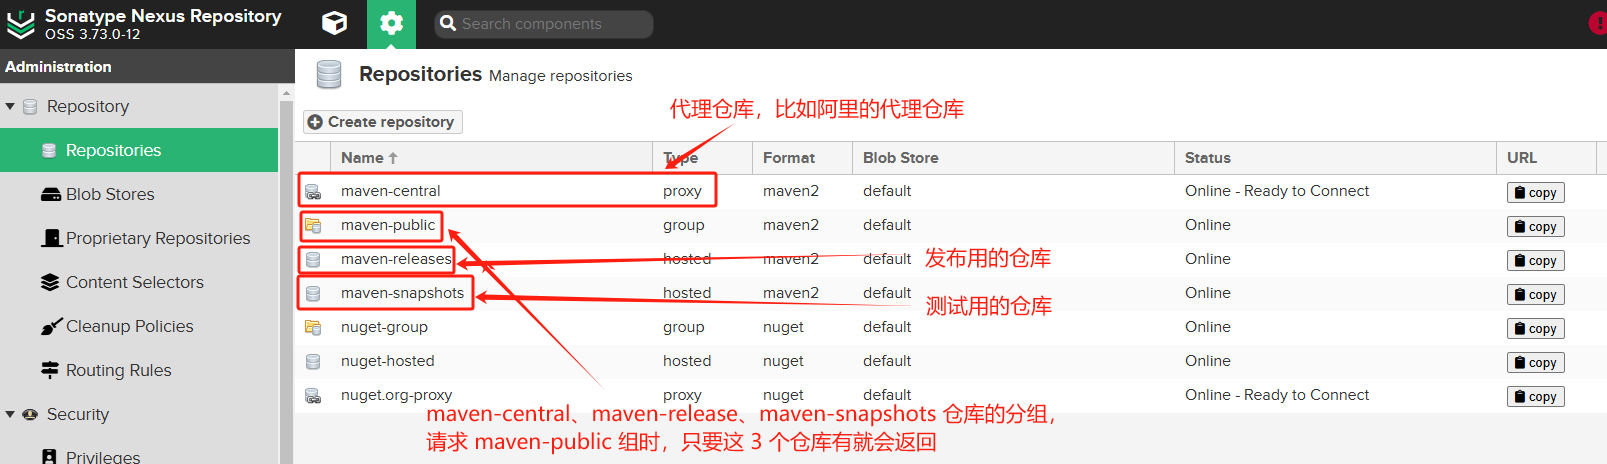 Sonatype Nexus Repository
OSS 3.73.0-12
Search components
Administration
Repository
Repositories
Blob Stores
Proprietary Repositories
Content Selectors
Cleanup Policies
Routing Rules
Security
Privileges
Repositories Manage repositories
代理仓库，比如阿里的代理仓库
Create repository
Name Type Format Blob Store Status URL
maven-central proxy maven2 default Online - Ready to Connect copy
maven-public group maven2 default Online copy
maven-releases hosted maven2 default Online copy
发布用的仓库
maven-snapshots hosted maven2 default Online copy
测试用的仓库
nuget-group group nuget default Online copy
nuget-hosted hosted nuget default Online copy
nuget.org-proxy proxy nuget default Online - Ready to Connect copy
maven-central、maven-release、maven-snapshots 仓库的分组，
请求 maven-public 组时，只要这 3 个仓库有就会返回